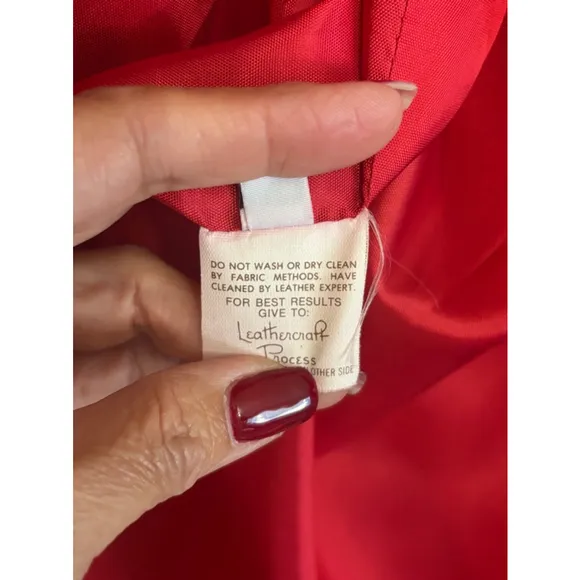 DO NOT WASH OR DRY CLEAN
BY FABRIC METHODS. HAVE
CLEANED BY LEATHER EXPERT.
FOR BEST RESULTS
GIVE TO:
Leathercraft
Process
OTHER SIDE